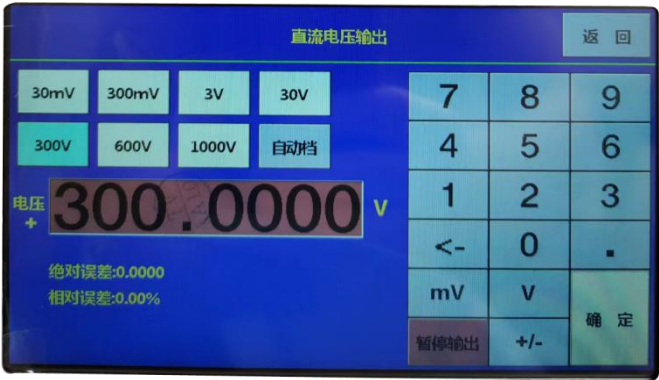 直流电压输出
返 回
30mV 300mV 3V 30V
300V 600V 1000V 自动档
电压
+ 300.0000 V
绝对误差:0.0000
相对误差:0.00%
7 8 9
4 5 6
1 2 3
<- 0 .
mV V 确 定
暂停输出 +/-